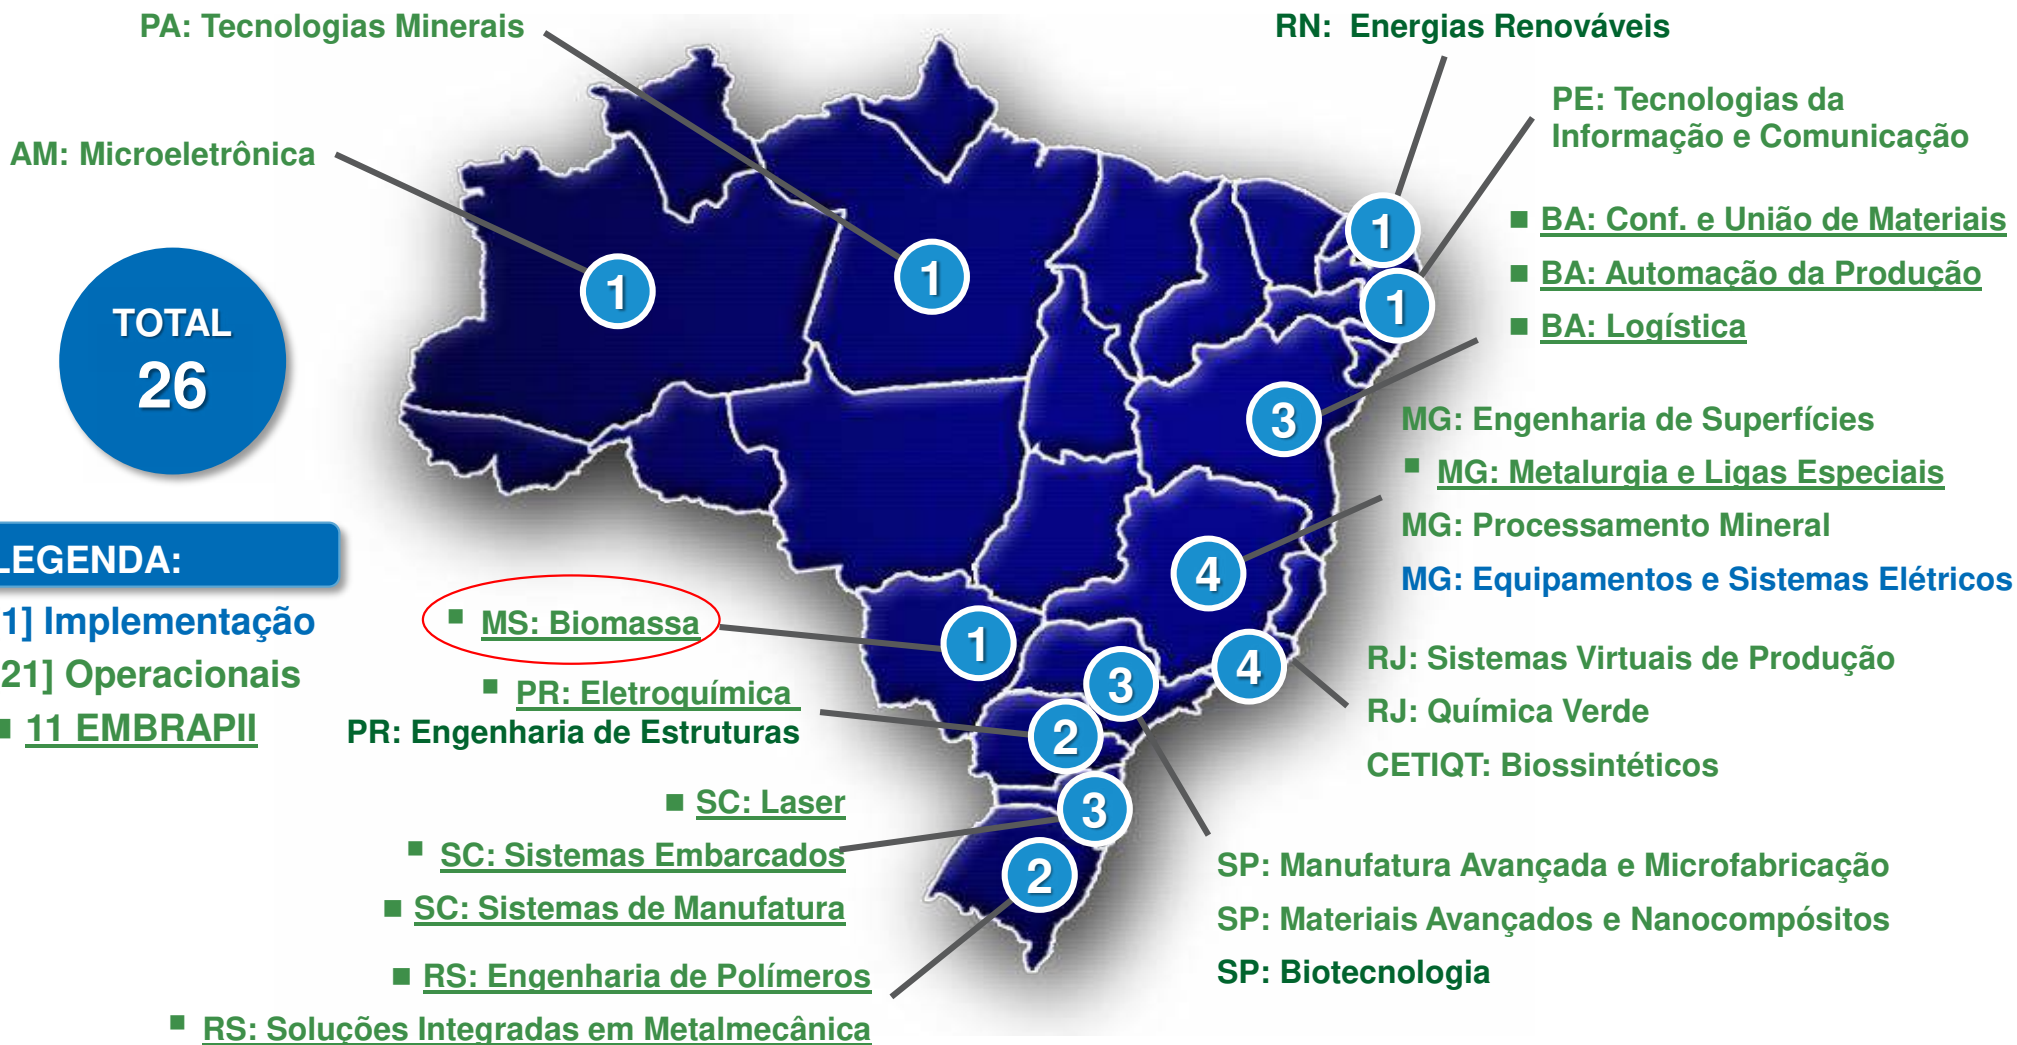 PA: Tecnologias Minerais
RN: Energias Renováveis
PE: Tecnologias da
Informação e Comunicação
AM: Microeletrônica
■ BA: Conf. e União de Materiais
■ BA: Automação da Produção
■ BA: Logística
1
1
1
1
3
TOTAL
26
MG: Engenharia de Superfícies
■ MG: Metalurgia e Ligas Especiais
MG: Processamento Mineral
MG: Equipamentos e Sistemas Elétricos
4
LEGENDA:
1] Implementação
21] Operacionais
■ 11 EMBRAPII
■ MS: Biomassa
1
■ PR: Eletroquímica
PR: Engenharia de Estruturas
2
3
4
RJ: Sistemas Virtuais de Produção
RJ: Química Verde
CETIQT: Biossintéticos
■ SC: Laser
■ SC: Sistemas Embarcados
■ SC: Sistemas de Manufatura
3
2
■ RS: Engenharia de Polímeros
■ RS: Soluções Integradas em Metalmecânica
SP: Manufatura Avançada e Microfabricação
SP: Materiais Avançados e Nanocompósitos
SP: Biotecnologia